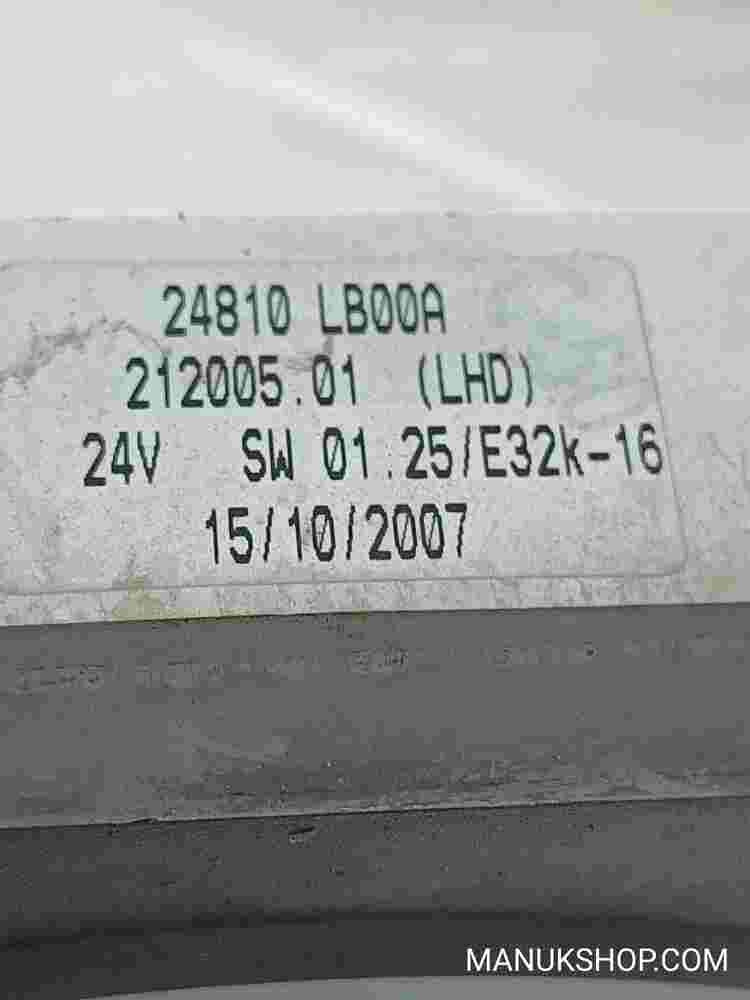 24810 LB00A
212005.01 (LHD)
24V SW 01.25/E32k-16
15/10/2007
MANUKSHOP.COM